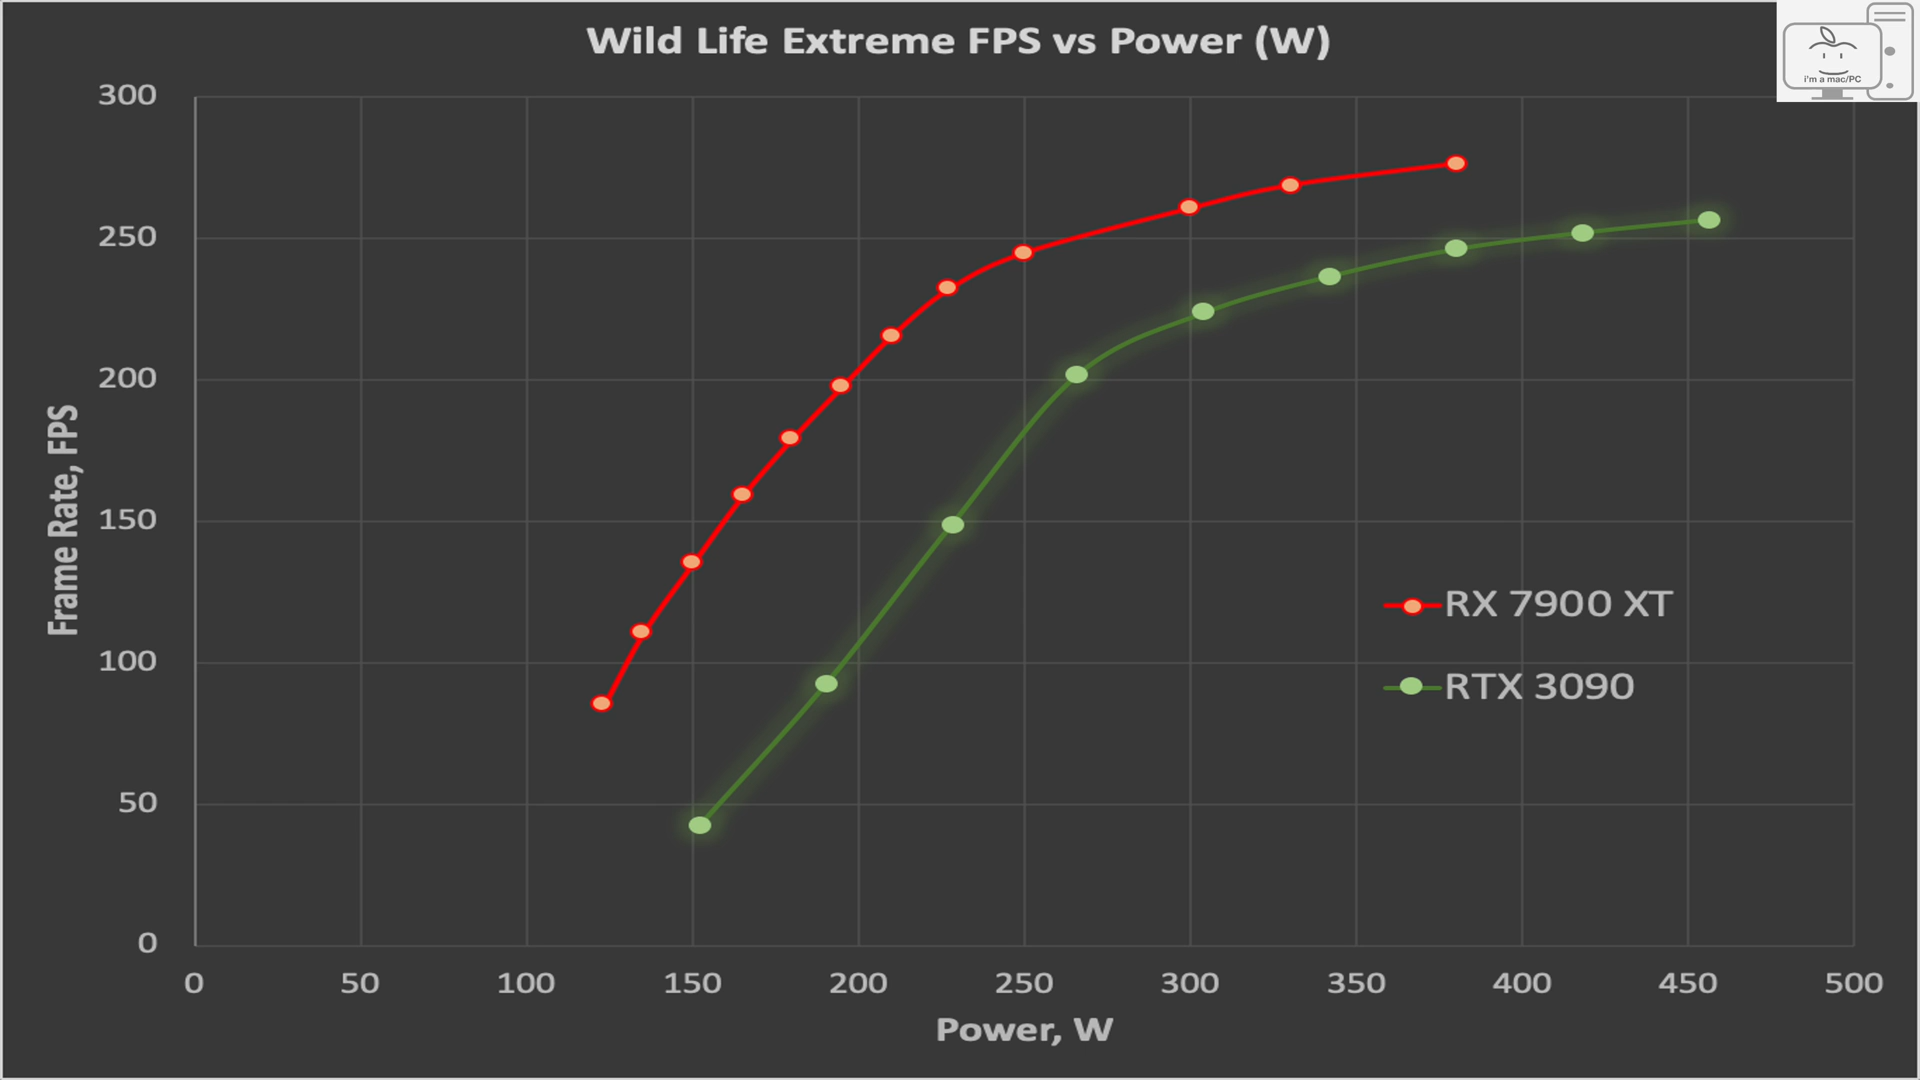 Wild Life Extreme FPS vs Power (W)
i'm a mac/PC
300
250
200
150
100
50
0
Frame Rate, FPS
RX 7900 XT
RTX 3090
0 50 100 150 200 250 300 350 400 450 500
Power, W